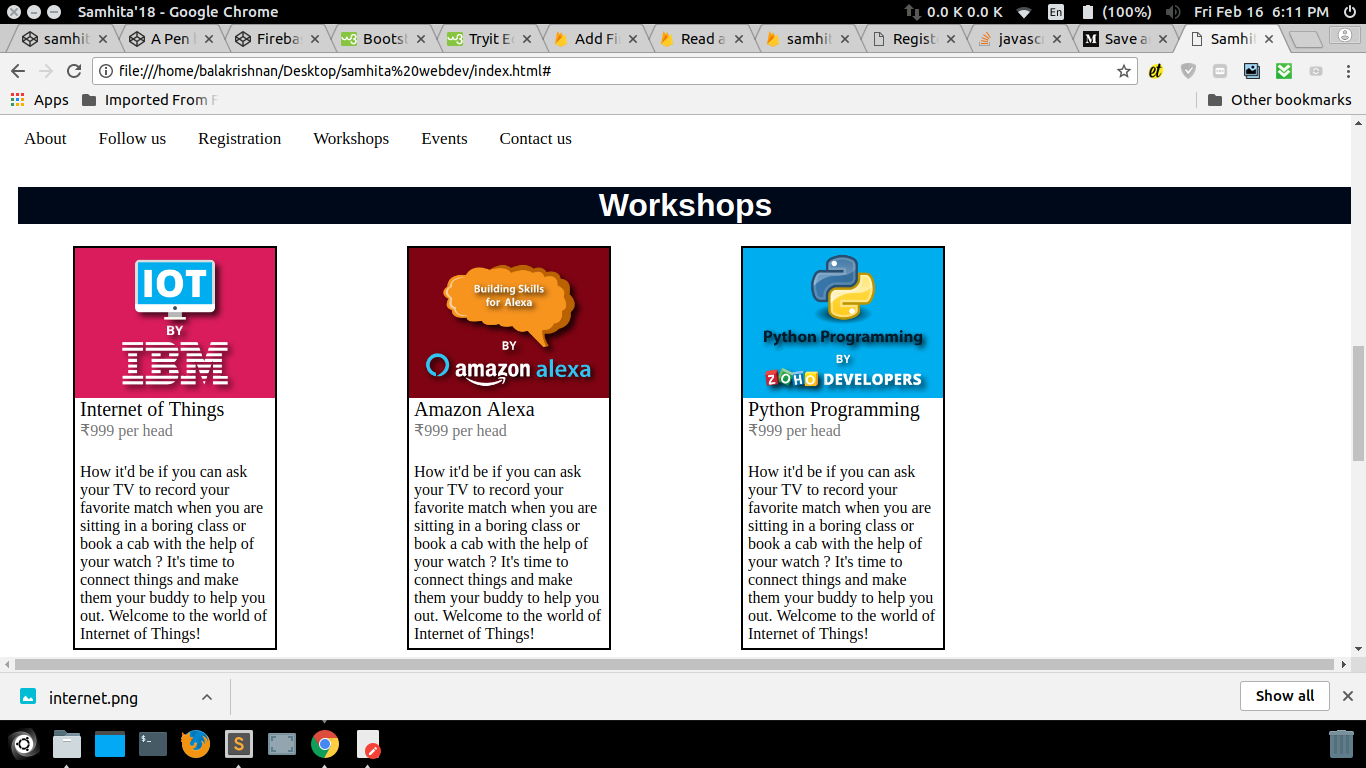 Samhita'18 - Google Chrome
0.0 K 0.0 K En (100%) Fri Feb 16 6:11 PM
samhit A Pen Fireba Bootst Tryit E Add Fi Read a samhit Regist javasc Save a Samhi
file:///home/balakrishnan/Desktop/samhita%20webdev/index.html#
et
Apps Imported From F Other bookmarks
About Follow us Registration Workshops Events Contact us
Workshops
IOT
BY
IBM
Internet of Things
₹999 per head
How it'd be if you can ask
your TV to record your
favorite match when you are
sitting in a boring class or
book a cab with the help of
your watch ? It's time to
connect things and make
them your buddy to help you
out. Welcome to the world of
Internet of Things!
Building Skills
for Alexa
BY
amazon alexa
Amazon Alexa
₹999 per head
How it'd be if you can ask
your TV to record your
favorite match when you are
sitting in a boring class or
book a cab with the help of
your watch ? It's time to
connect things and make
them your buddy to help you
out. Welcome to the world of
Internet of Things!
Python Programming
BY
ZOHO DEVELOPERS
Python Programming
₹999 per head
How it'd be if you can ask
your TV to record your
favorite match when you are
sitting in a boring class or
book a cab with the help of
your watch ? It's time to
connect things and make
them your buddy to help you
out. Welcome to the world of
Internet of Things!
internet.png Show all